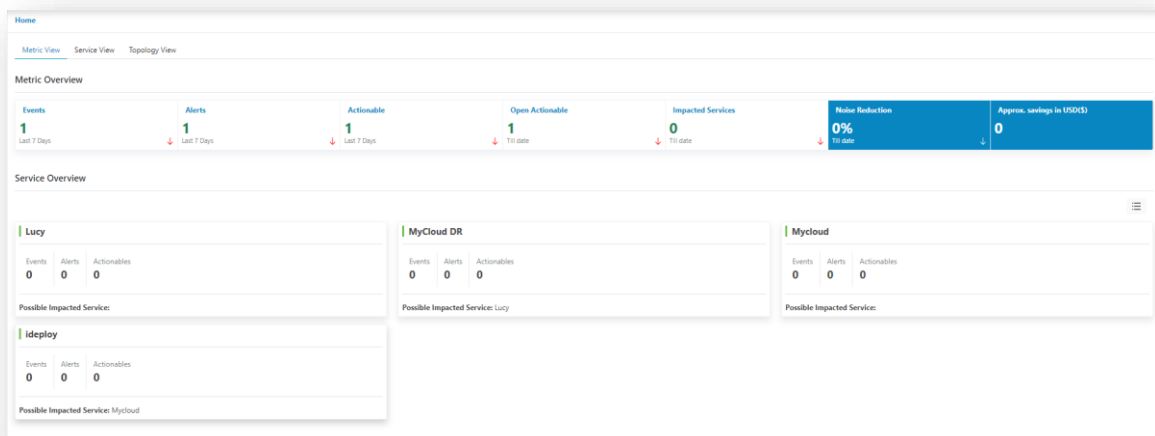 Home
Metric View Service View Topology View
Metric Overview
Events Alerts Actionable Open Actionable Impacted Services Noise Reduction Approx. savings in USD($)
1 1 1 1 0 0% 0
Last 7 Days Last 7 Days Last 7 Days Till date Till date Till date
Service Overview
Lucy MyCloud DR Mycloud
Events Alerts Actionables Events Alerts Actionables Events Alerts Actionables
0 0 0 0 0 0 0 0 0
Possible Impacted Service: Possible Impacted Service: Lucy Possible Impacted Service:
ideploy
Events Alerts Actionables
0 0 0
Possible Impacted Service: Mycloud